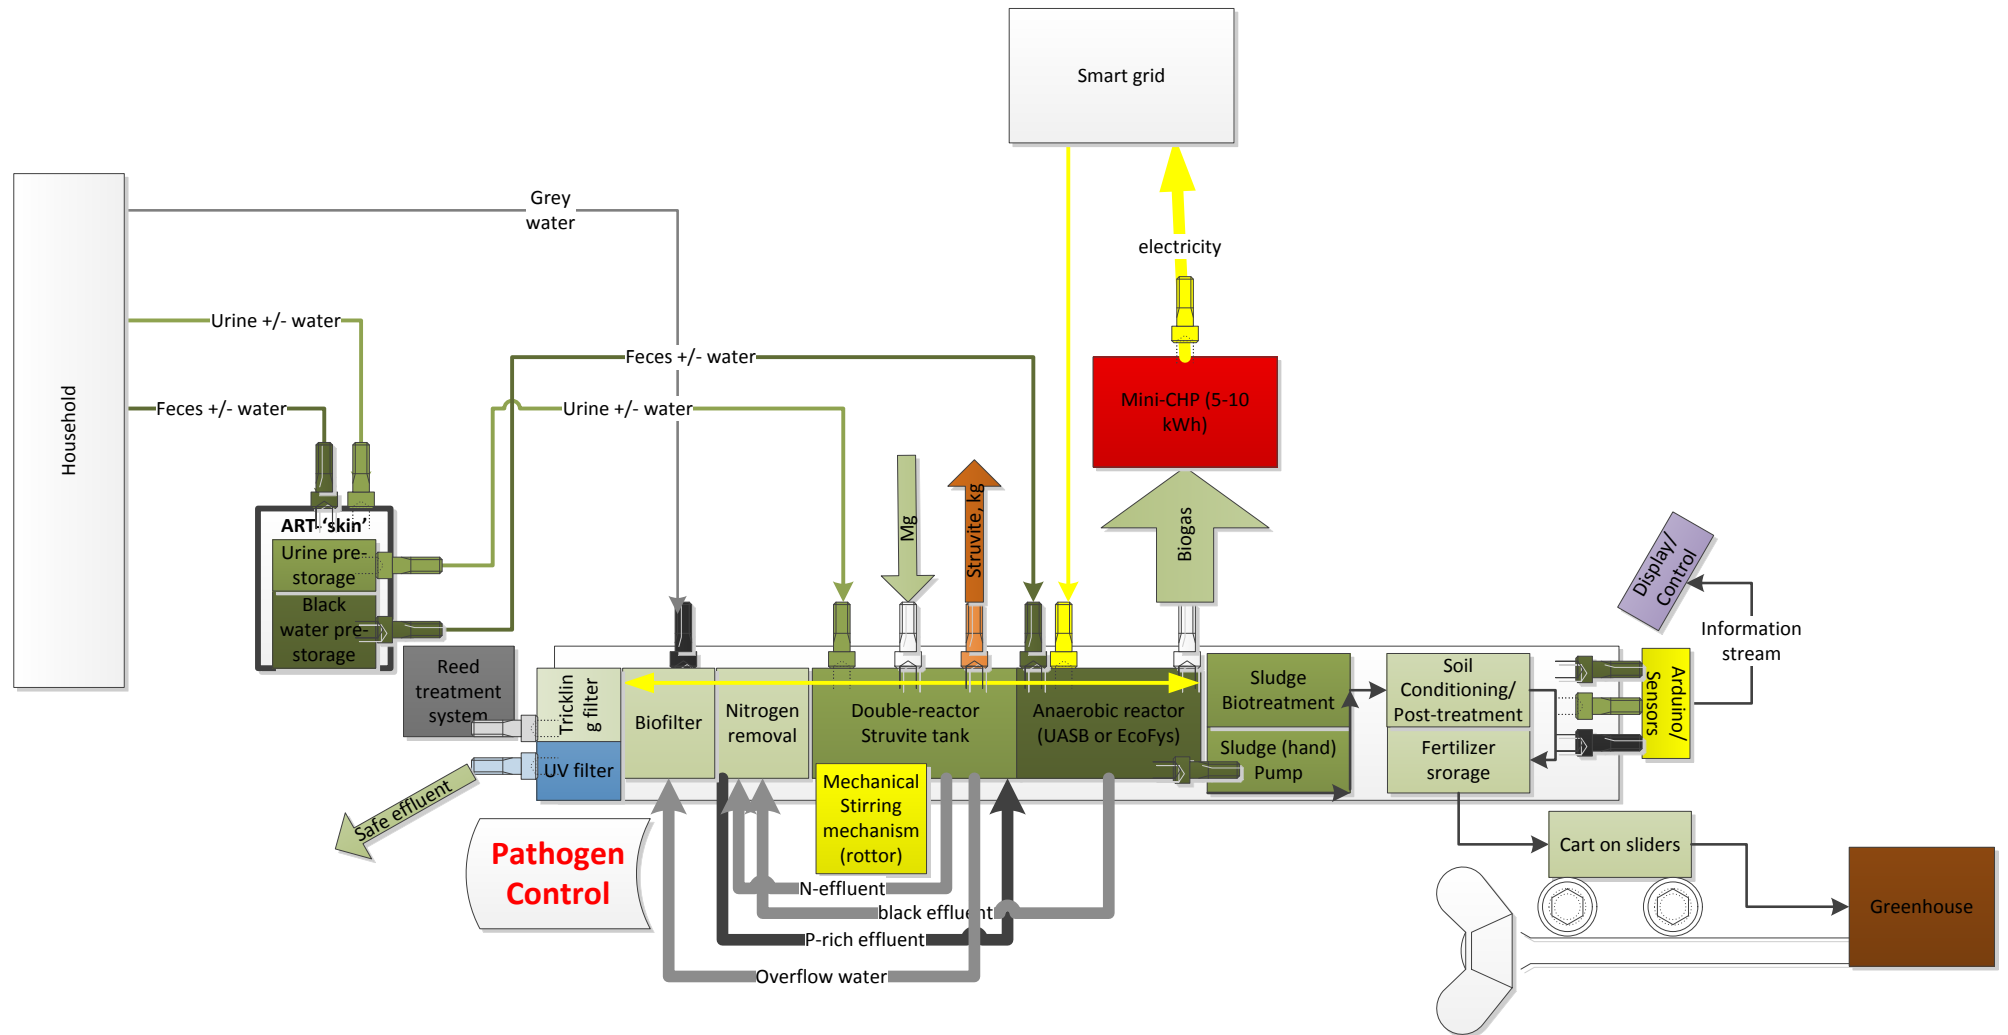 Smart grid
Household
Grey
water
electricity
Urine +/- water
Feces +/- water
Feces +/- water
Urine +/- water
Mini-CHP (5-10
kWh)
Mg
Struvite, kg
Biogas
ART- ‘skin’
Urine pre-
storage
Black
water pre-
storage
Display/
Control
Information
stream
Reed
treatment
system
Tricklin
g filter
UV filter
Biofilter
Nitrogen
removal
Double-reactor
Struvite tank
Anaerobic reactor
(UASB or EcoFys)
Sludge
Biotreatment
Sludge (hand)
Pump
Soil
Conditioning/
Post-treatment
Fertilizer
srorage
Arduino/
Sensors
Safe effluent
Mechanical
Stirring
mechanism
(rottor)
Pathogen
Control
N-effluent
black effluent
P-rich effluent
Overflow water
Cart on sliders
Greenhouse